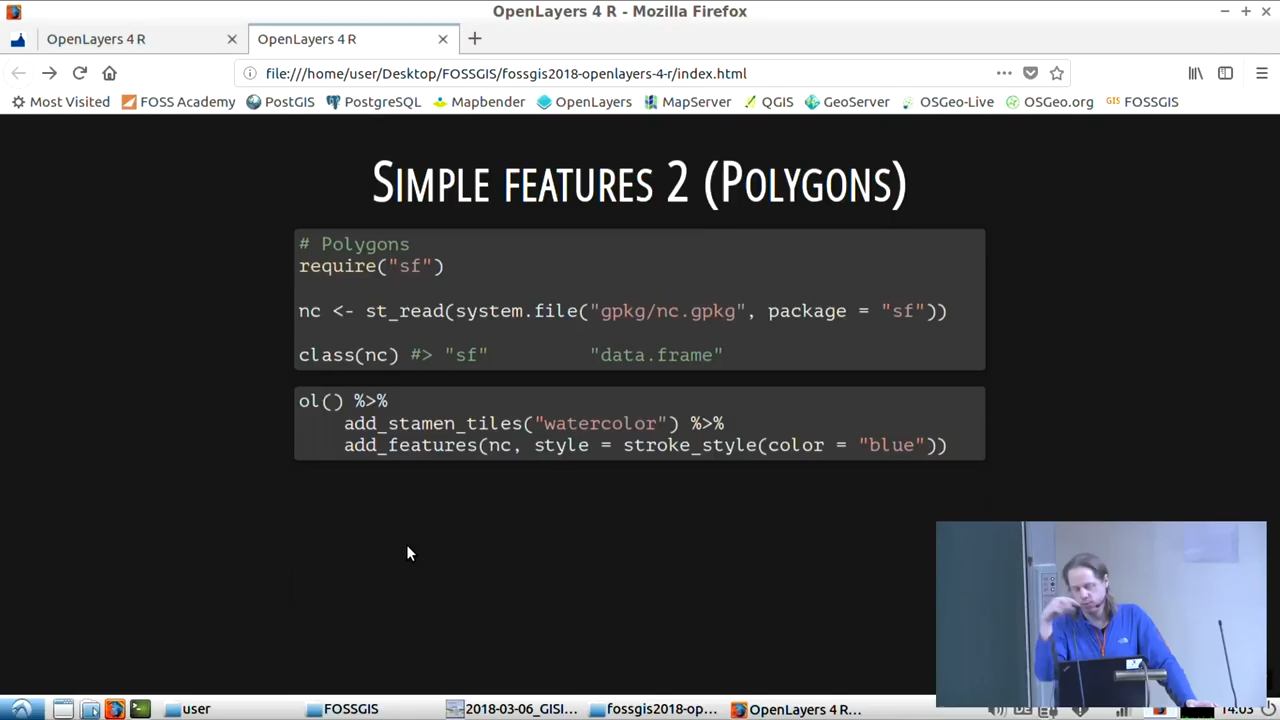 OpenLayers 4 R - Mozilla Firefox
OpenLayers 4 R
OpenLayers 4 R
file:///home/user/Desktop/FOSSGIS/fossgis2018-openlayers-4-r/index.html
Most Visited FOSS Academy PostGIS PostgreSQL Mapbender OpenLayers MapServer QGIS GeoServer OSGeo-Live OSGeo.org GIS FOSSGIS
SIMPLE FEATURES 2 (POLYGONS)
# Polygons
require("sf")
nc <- st_read(system.file("gpkg/nc.gpkg", package = "sf"))
class(nc) #> "sf" "data.frame"
ol() %>%
add_stamen_tiles("watercolor") %>%
add_features(nc, style = stroke_style(color = "blue"))
user FOSSGIS 2018-03-06_GISI... fossgis2018-op... OpenLayers 4 R... DE 14:03